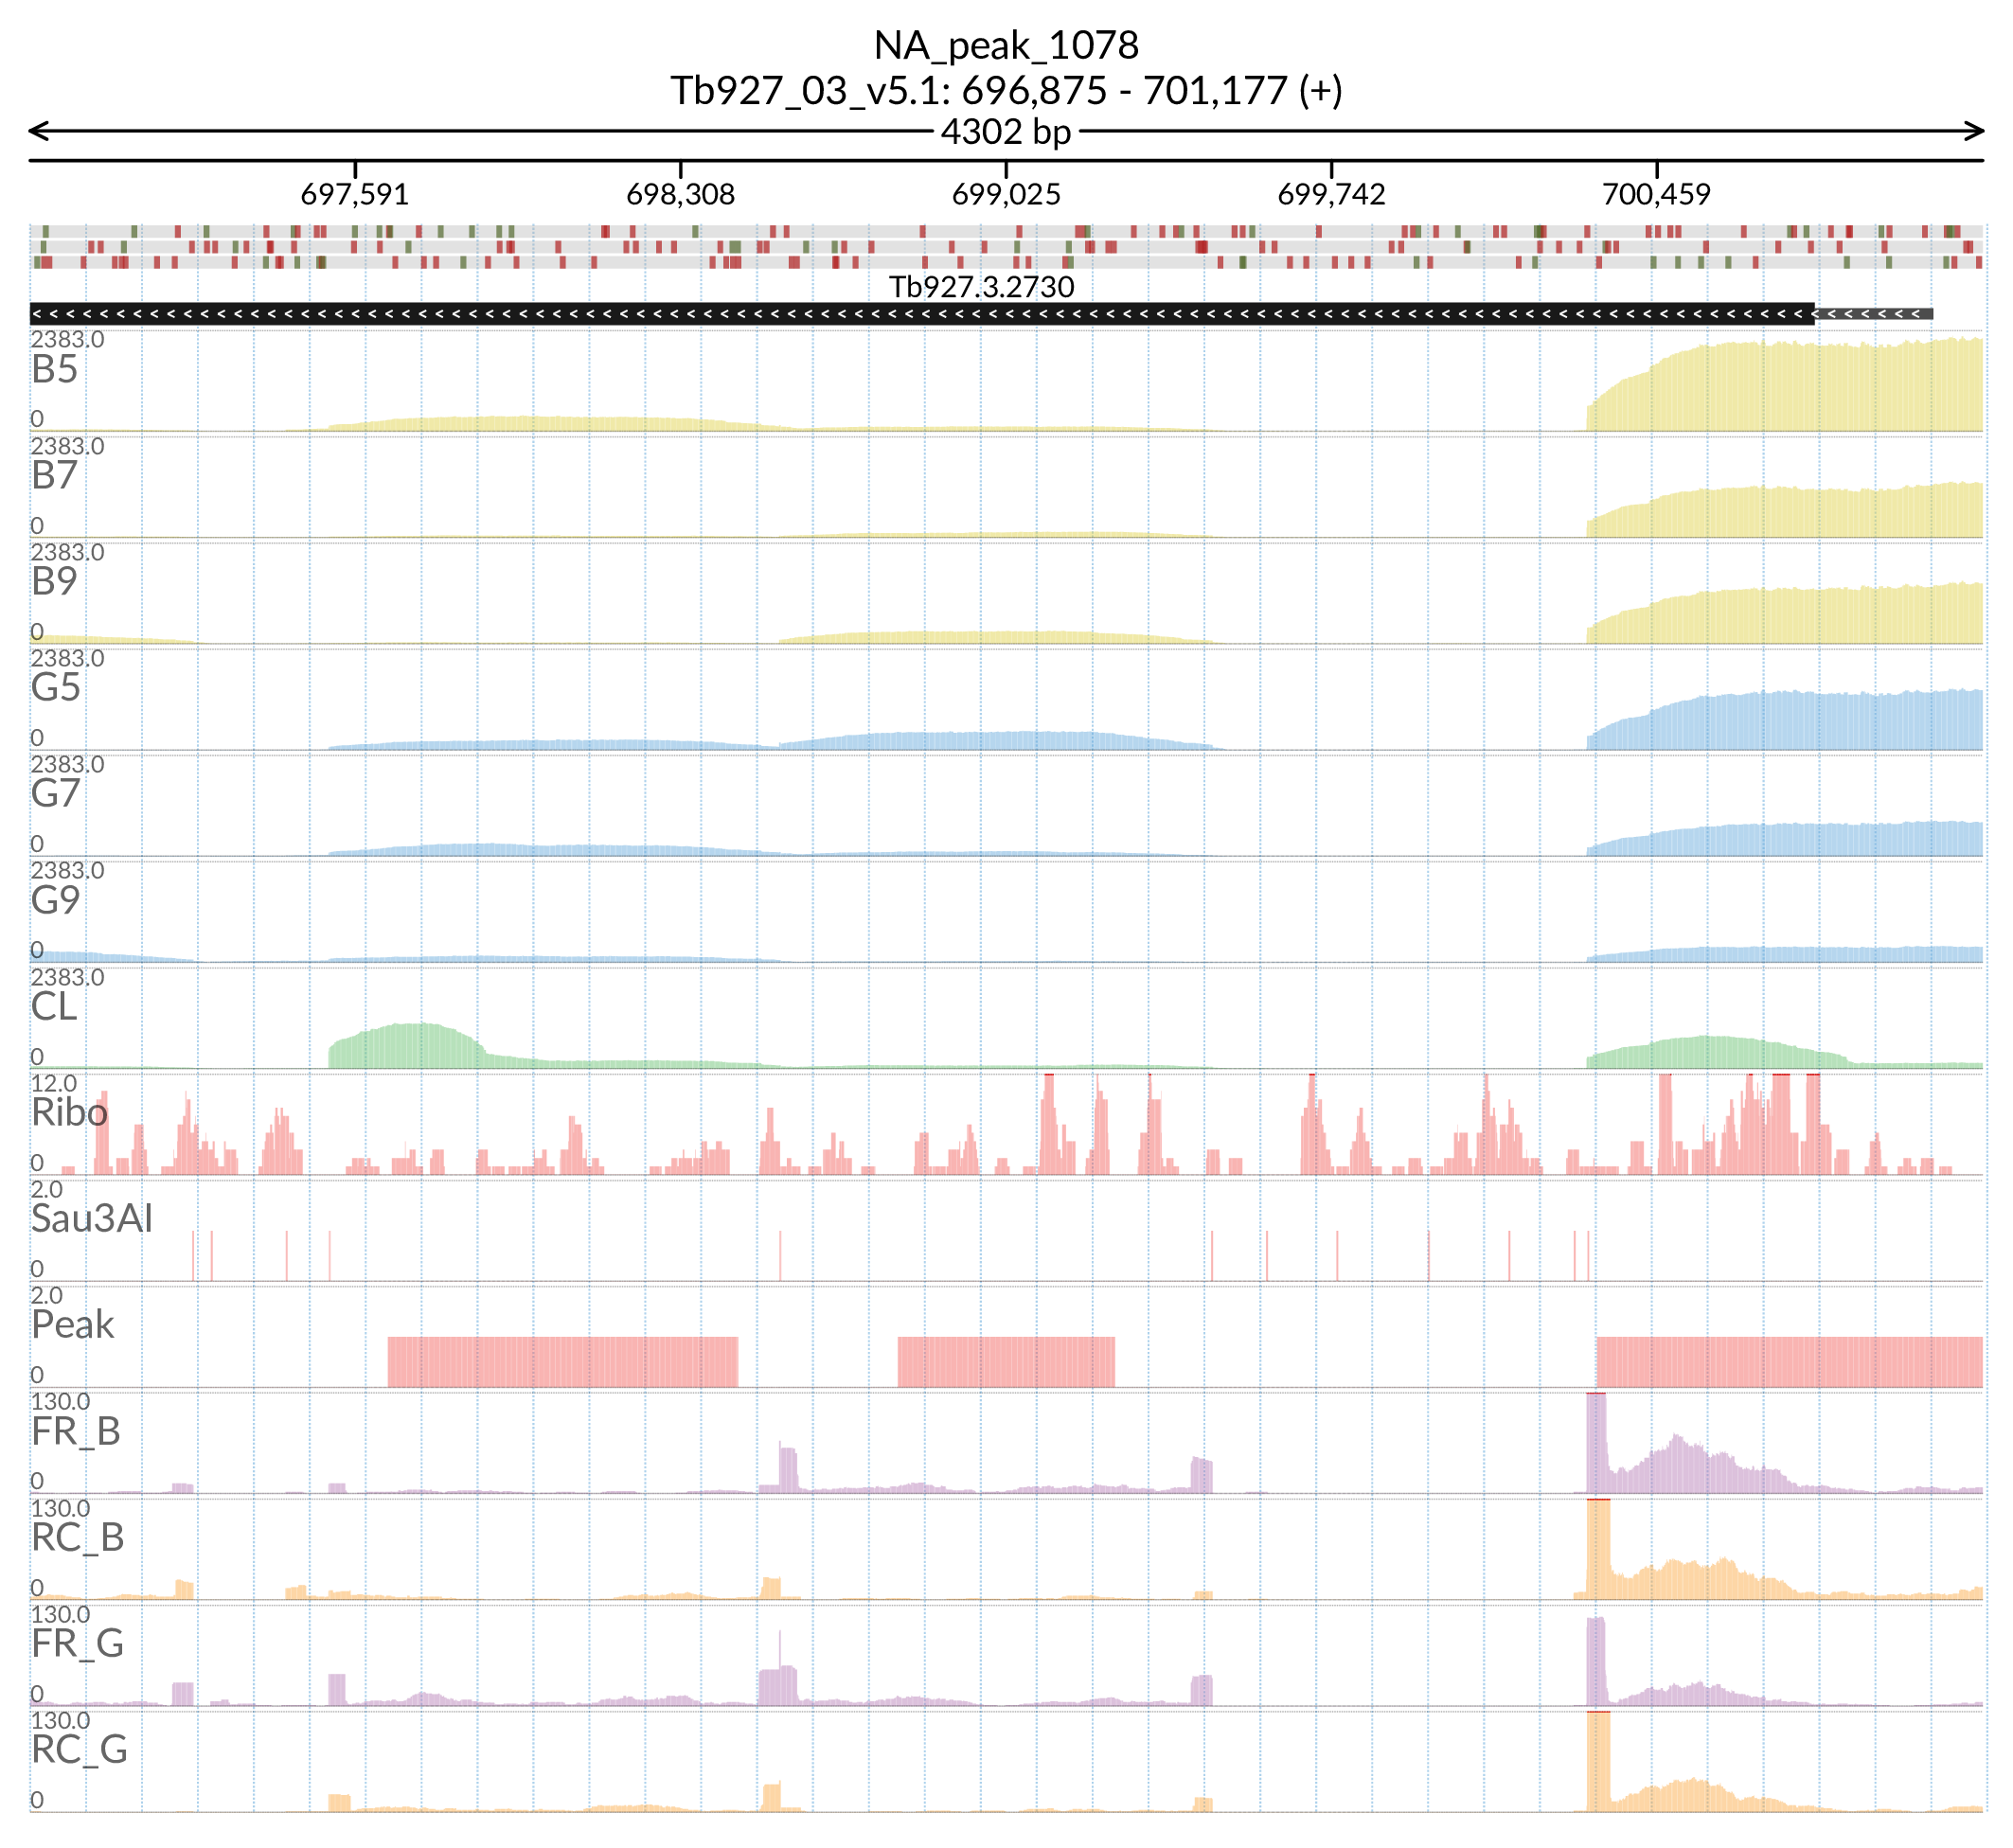 NA_peak_1078
Tb927_03_v5.1: 696,875 - 701,177 (+)
4302 bp
697,591 698,308 699,025 699,742 700,459
Tb927.3.2730
2383.0
B5
0
2383.0
B7
0
2383.0
B9
0
2383.0
G5
0
2383.0
G7
0
2383.0
G9
0
2383.0
CL
0
12.0
Ribo
0
2.0
Sau3AI
0
2.0
Peak
0
130.0
FR_B
0
130.0
RC_B
0
130.0
FR_G
0
130.0
RC_G
0